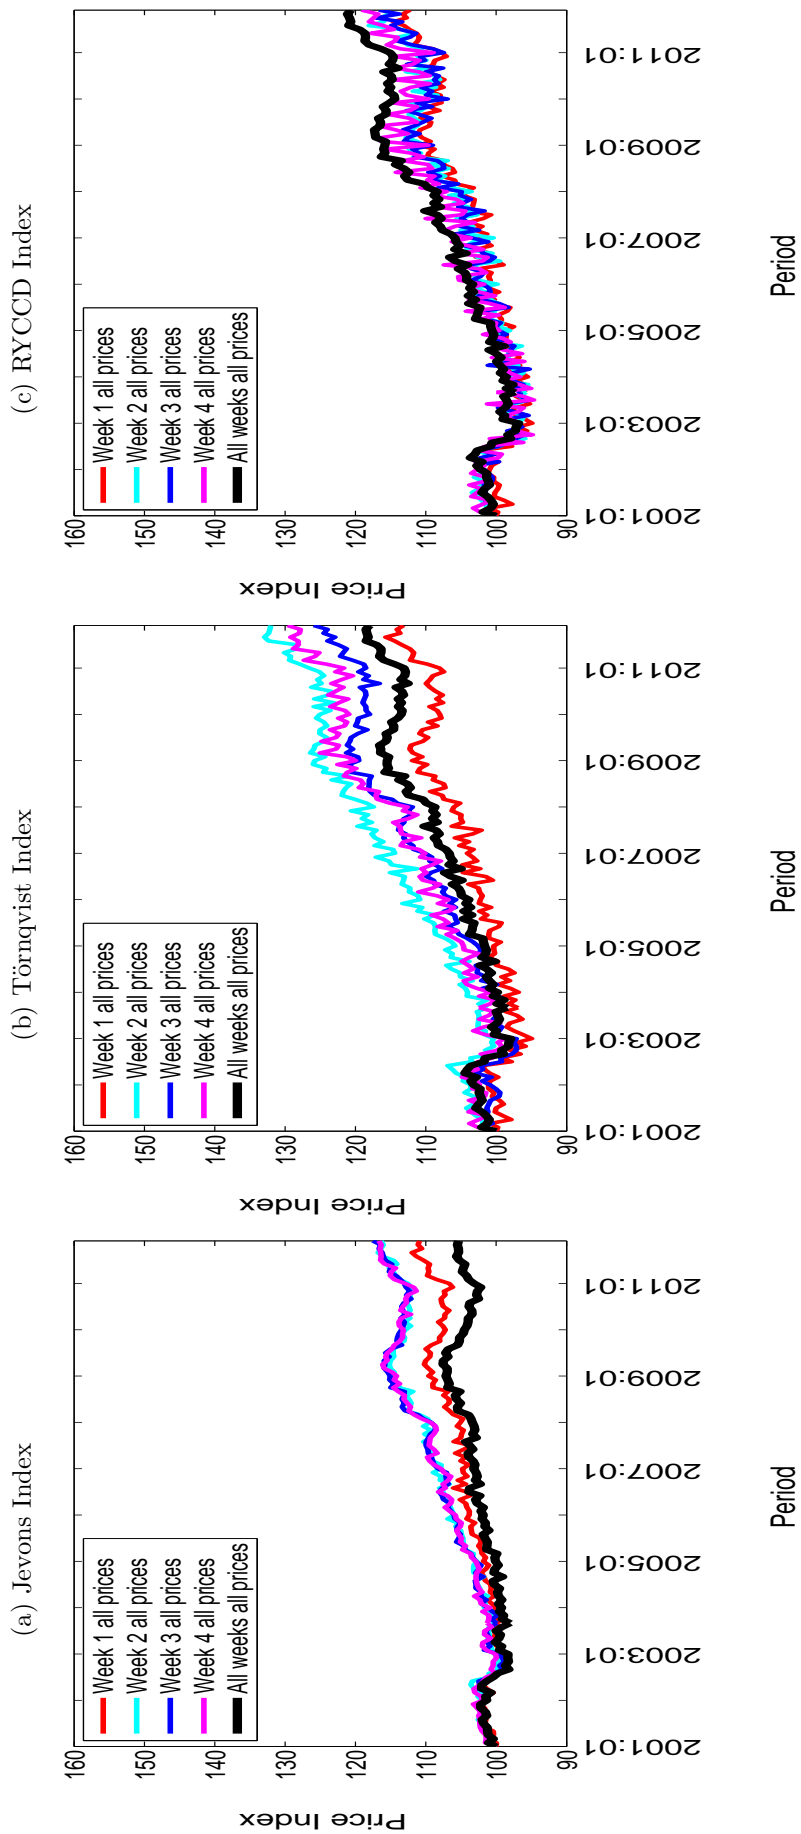 (a) Jevons Index
Price Index
160
150
140
130
120
110
100
90
Week 1 all prices
Week 2 all prices
Week 3 all prices
Week 4 all prices
All weeks all prices
2001:01
2003:01
2005:01
2007:01
2009:01
2011:01
Period
(b) Törnqvist Index
Price Index
160
150
140
130
120
110
100
90
Week 1 all prices
Week 2 all prices
Week 3 all prices
Week 4 all prices
All weeks all prices
2001:01
2003:01
2005:01
2007:01
2009:01
2011:01
Period
(c) RYCCD Index
Price Index
160
150
140
130
120
110
100
90
Week 1 all prices
Week 2 all prices
Week 3 all prices
Week 4 all prices
All weeks all prices
2001:01
2003:01
2005:01
2007:01
2009:01
2011:01
Period